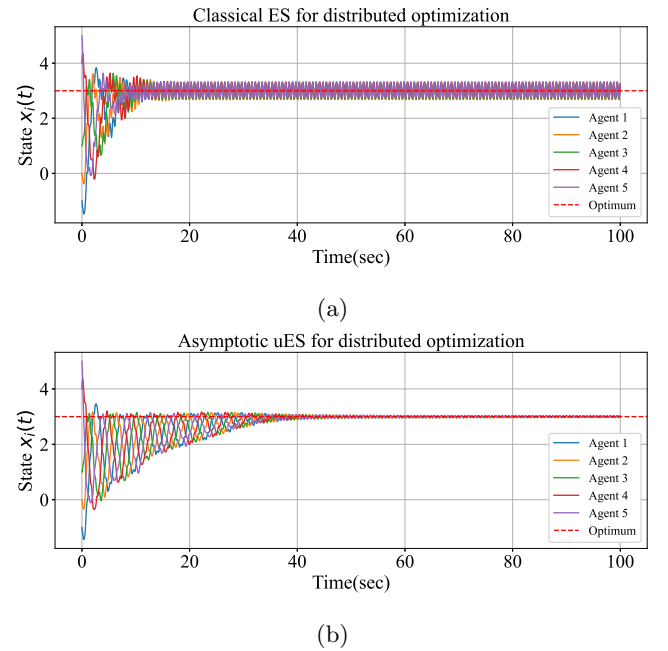 Classical ES for distributed optimization
State x_i(t)
4
2
0
Agent 1
Agent 2
Agent 3
Agent 4
Agent 5
Optimum
0 20 40 60 80 100
Time(sec)
(a)
Asymptotic uES for distributed optimization
State x_i(t)
4
2
0
Agent 1
Agent 2
Agent 3
Agent 4
Agent 5
Optimum
0 20 40 60 80 100
Time(sec)
(b)